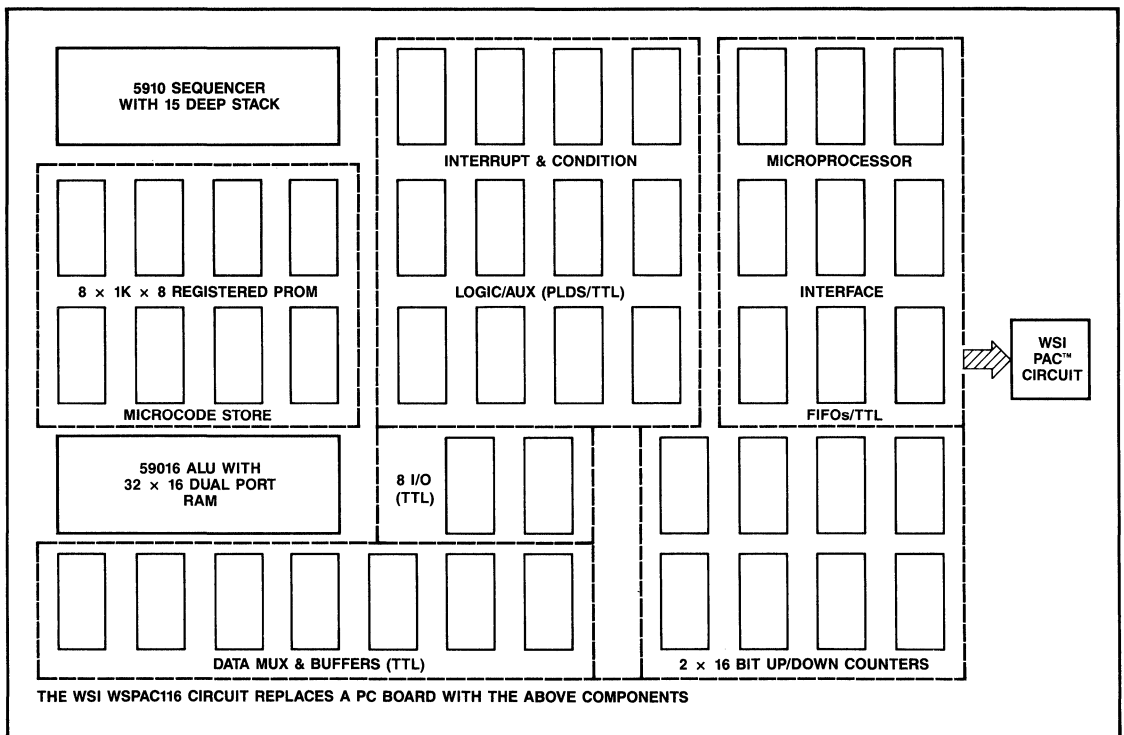 5910 SEQUENCER
WITH 15 DEEP STACK
INTERRUPT & CONDITION
MICROPROCESSOR
8 × 1K × 8 REGISTERED PROM
LOGIC/AUX (PLDS/TTL)
INTERFACE
WSI
PAC™
CIRCUIT
MICROCODE STORE
FIFOs/TTL
59016 ALU WITH
32 × 16 DUAL PORT
RAM
8 I/O
(TTL)
DATA MUX & BUFFERS (TTL)
2 × 16 BIT UP/DOWN COUNTERS
THE WSI WSPAC116 CIRCUIT REPLACES A PC BOARD WITH THE ABOVE COMPONENTS